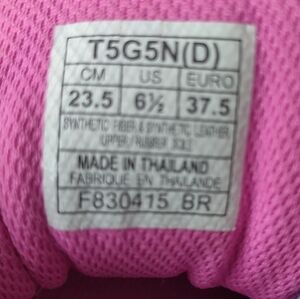 T5G5N(D)
CM US EURO
23.5 6½ 37.5
SYNTHETIC FIBER & SYNTHETIC LEATHER
UPPER / RUBBER SOLE
MADE IN THAILAND
FABRIQUE EN THAILANDE
F830415 BR